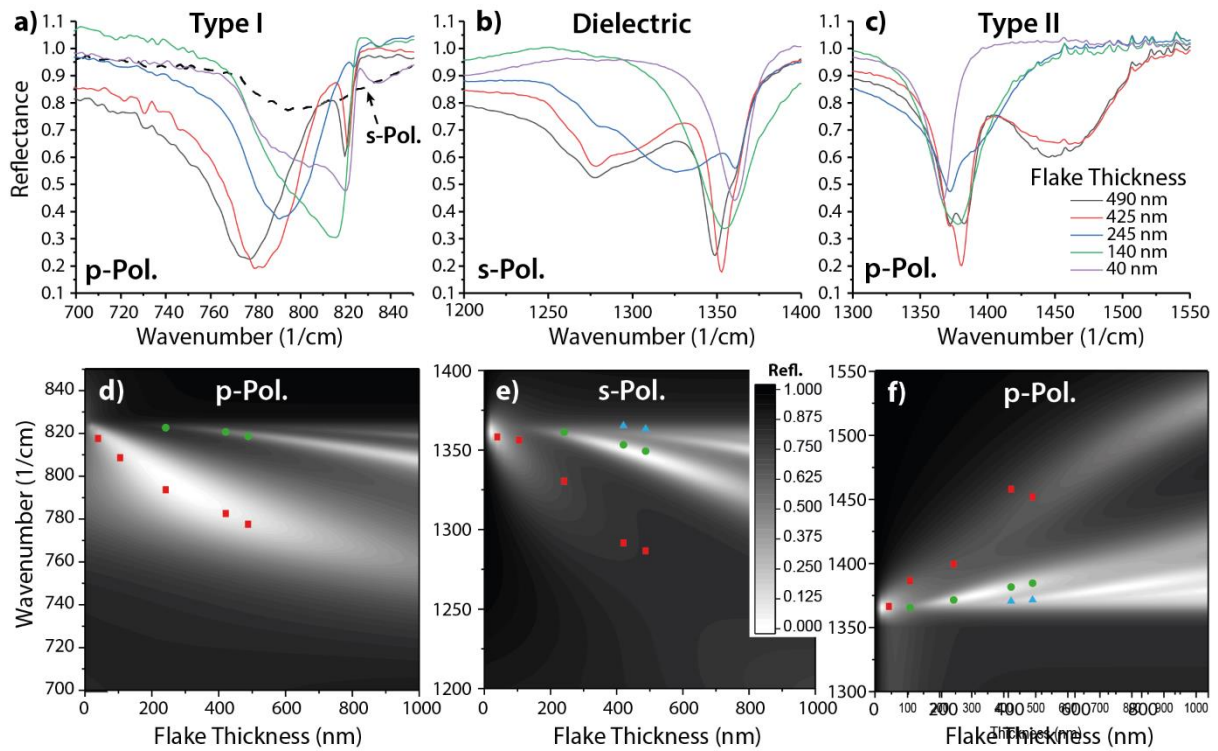 a) Type I
b) Dielectric
c) Type II
1.1
1.0
0.9
0.8
0.7
0.6
0.5
0.4
0.3
0.2
0.1
Reflectance
s-Pol.
p-Pol.
700 720 740 760 780 800 820 840
Wavenumber (1/cm)
1.1
1.0
0.9
0.8
0.7
0.6
0.5
0.4
0.3
0.2
0.1
s-Pol.
1200 1250 1300 1350 1400
Wavenumber (1/cm)
1.1
1.0
0.9
0.8
0.7
0.6
0.5
0.4
0.3
0.2
0.1
Flake Thickness
490 nm
425 nm
245 nm
140 nm
40 nm
p-Pol.
1300 1350 1400 1450 1500 1550
Wavenumber (1/cm)
d) p-Pol.
840
820
800
780
760
740
720
700
Wavenumber (1/cm)
0 200 400 600 800 1000
Flake Thickness (nm)
e) s-Pol.
1400
1350
1300
1250
1200
0 200 400 600 800 1000
Flake Thickness (nm)
Refl.
1.000
0.875
0.750
0.625
0.500
0.375
0.250
0.125
0.000
f) p-Pol.
1550
1500
1450
1400
1350
1300
0 100 200 300 400 600 800
Flake Thickness (nm)